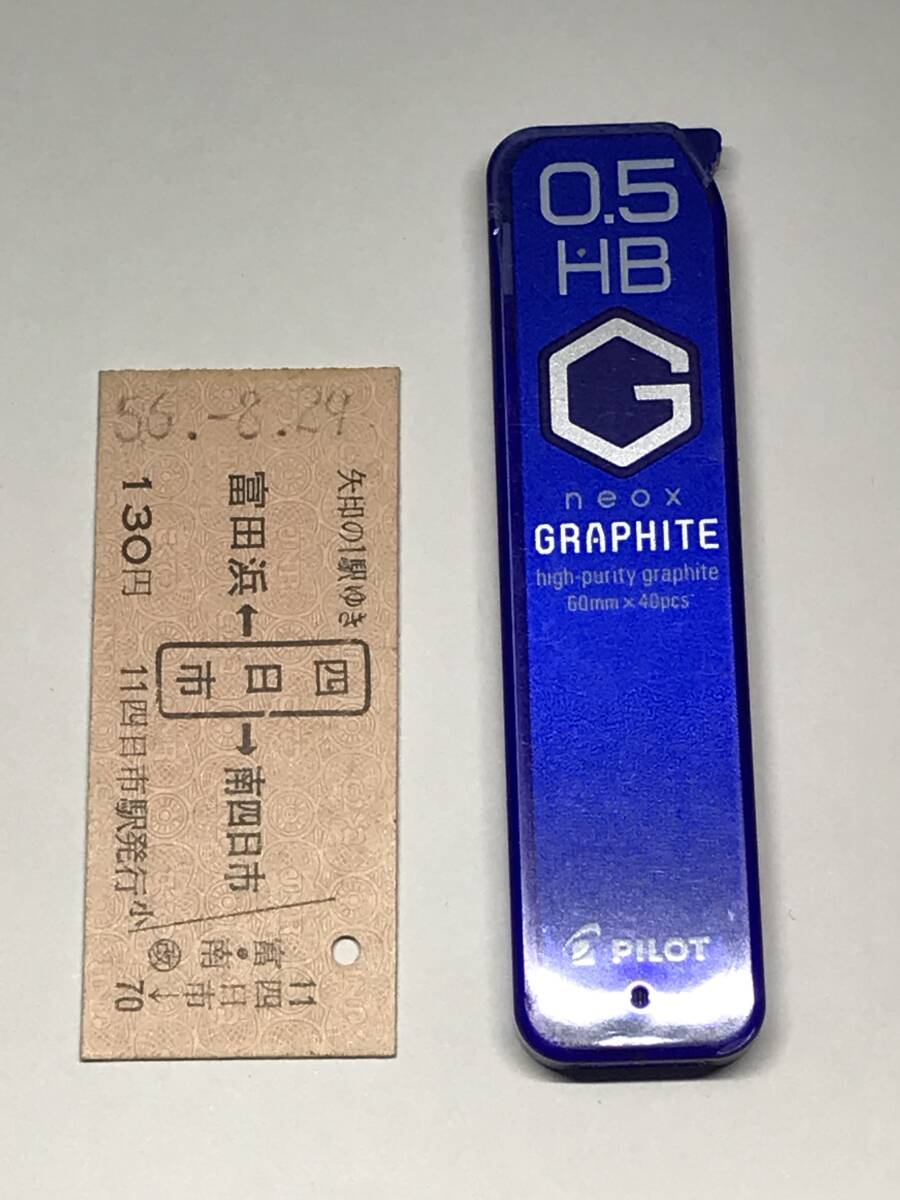 56.-8.29
矢印の1駅ゆき
富田浜←四日市→南四日市
130円 11四日市駅発行小
11
四日市
富・南
70
0.5
HB
G
neox
GRAPHITE
high-purity graphite
60mm×40pcs
PILOT